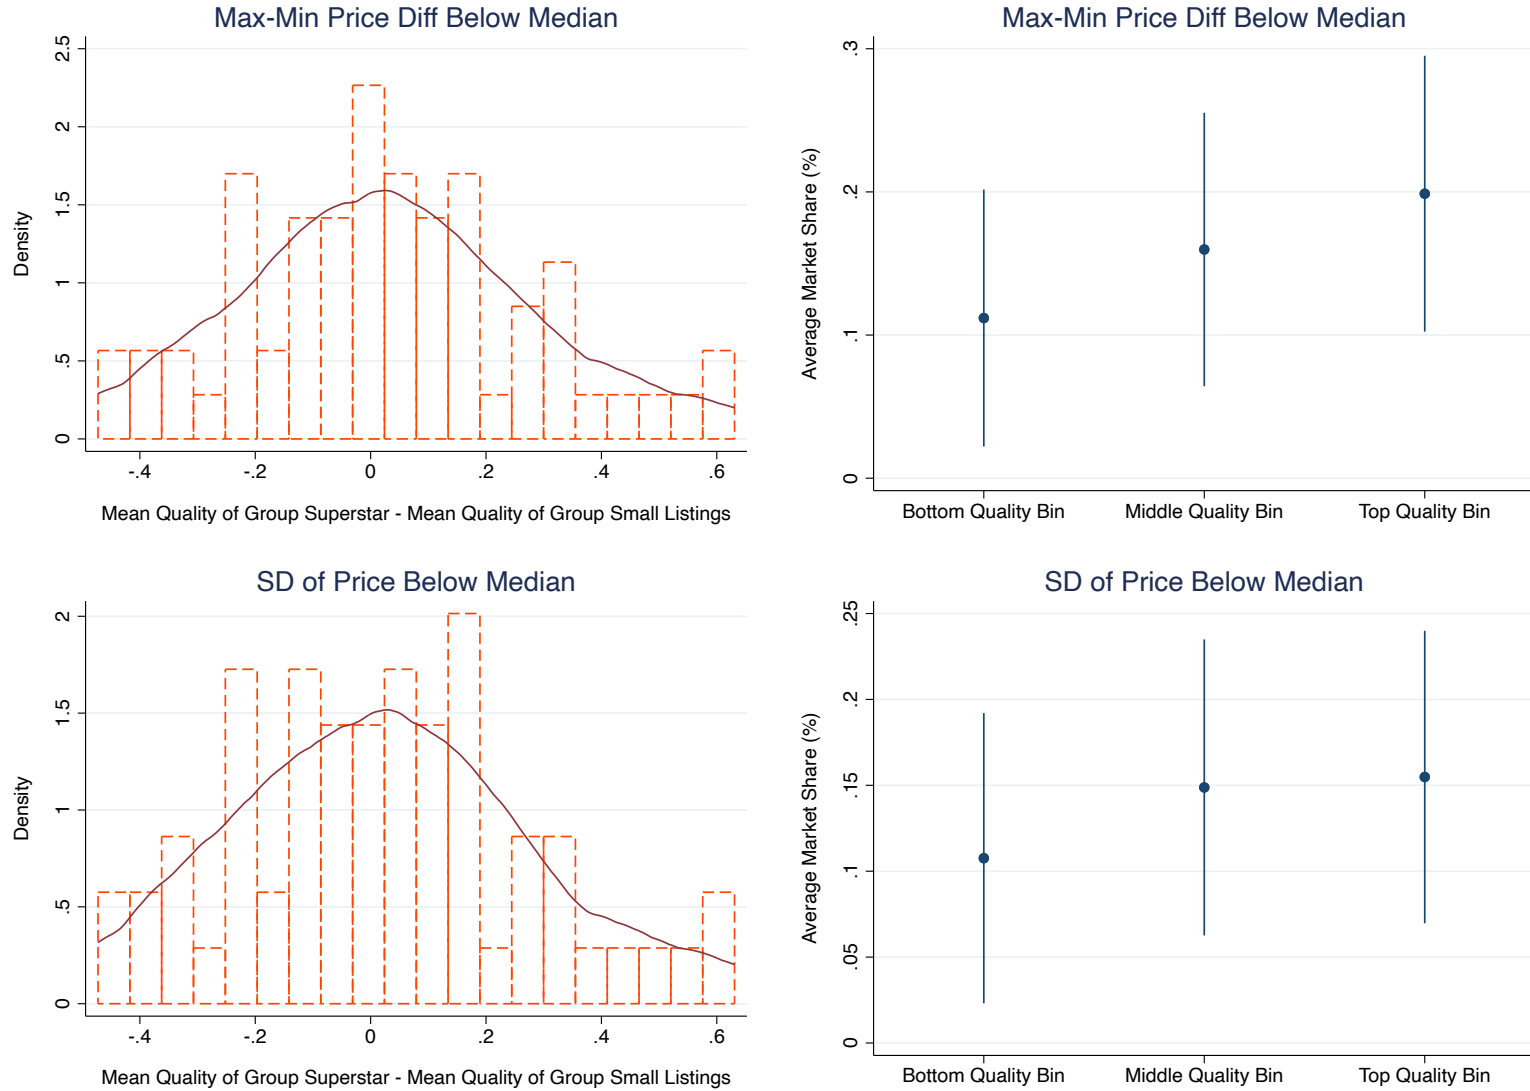 Max-Min Price Diff Below Median
Density
0
.5
1
1.5
2
2.5
-.4
-.2
0
.2
.4
.6
Mean Quality of Group Superstar - Mean Quality of Group Small Listings
Max-Min Price Diff Below Median
Average Market Share (%)
0
.1
.2
.3
Bottom Quality Bin
Middle Quality Bin
Top Quality Bin
SD of Price Below Median
Density
0
.5
1
1.5
2
-.4
-.2
0
.2
.4
.6
Mean Quality of Group Superstar - Mean Quality of Group Small Listings
SD of Price Below Median
Average Market Share (%)
0
.05
.1
.15
.2
.25
Bottom Quality Bin
Middle Quality Bin
Top Quality Bin